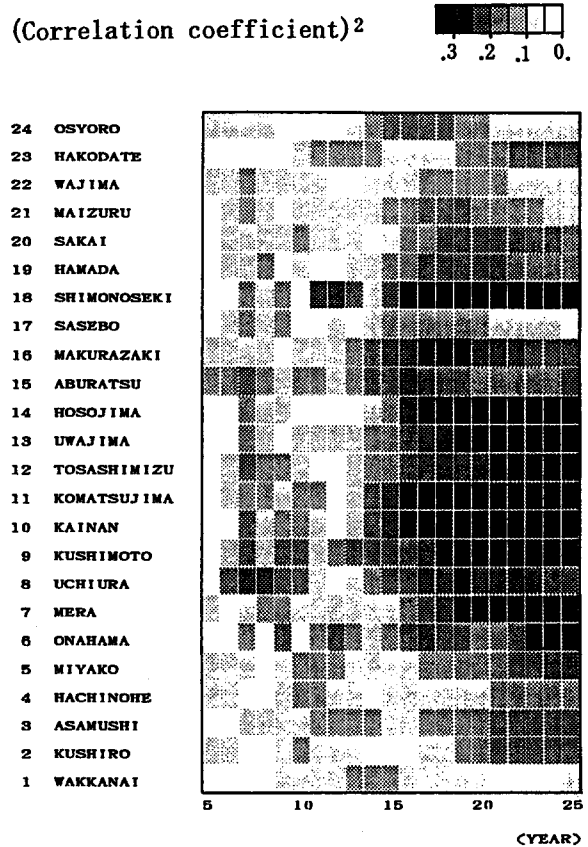 (Correlation coefficient)²
.3 .2 .1 0.
24 OSYORO
23 HAKODATE
22 WAJIMA
21 MAIZURU
20 SAKAI
19 HAMADA
18 SHIMONOSEKI
17 SASEBO
16 MAKURAZAKI
15 ABURATSU
14 HOSOJIMA
13 UWAJIMA
12 TOSASHIMIZU
11 KOMATSUJIMA
10 KAINAN
9 KUSHIMOTO
8 UCHIURA
7 MERA
6 ONAHAMA
5 MIYAKO
4 HACHINOHE
3 ASAMUSHI
2 KUSHIRO
1 WAKKANAI
5 10 15 20 25
(YEAR)